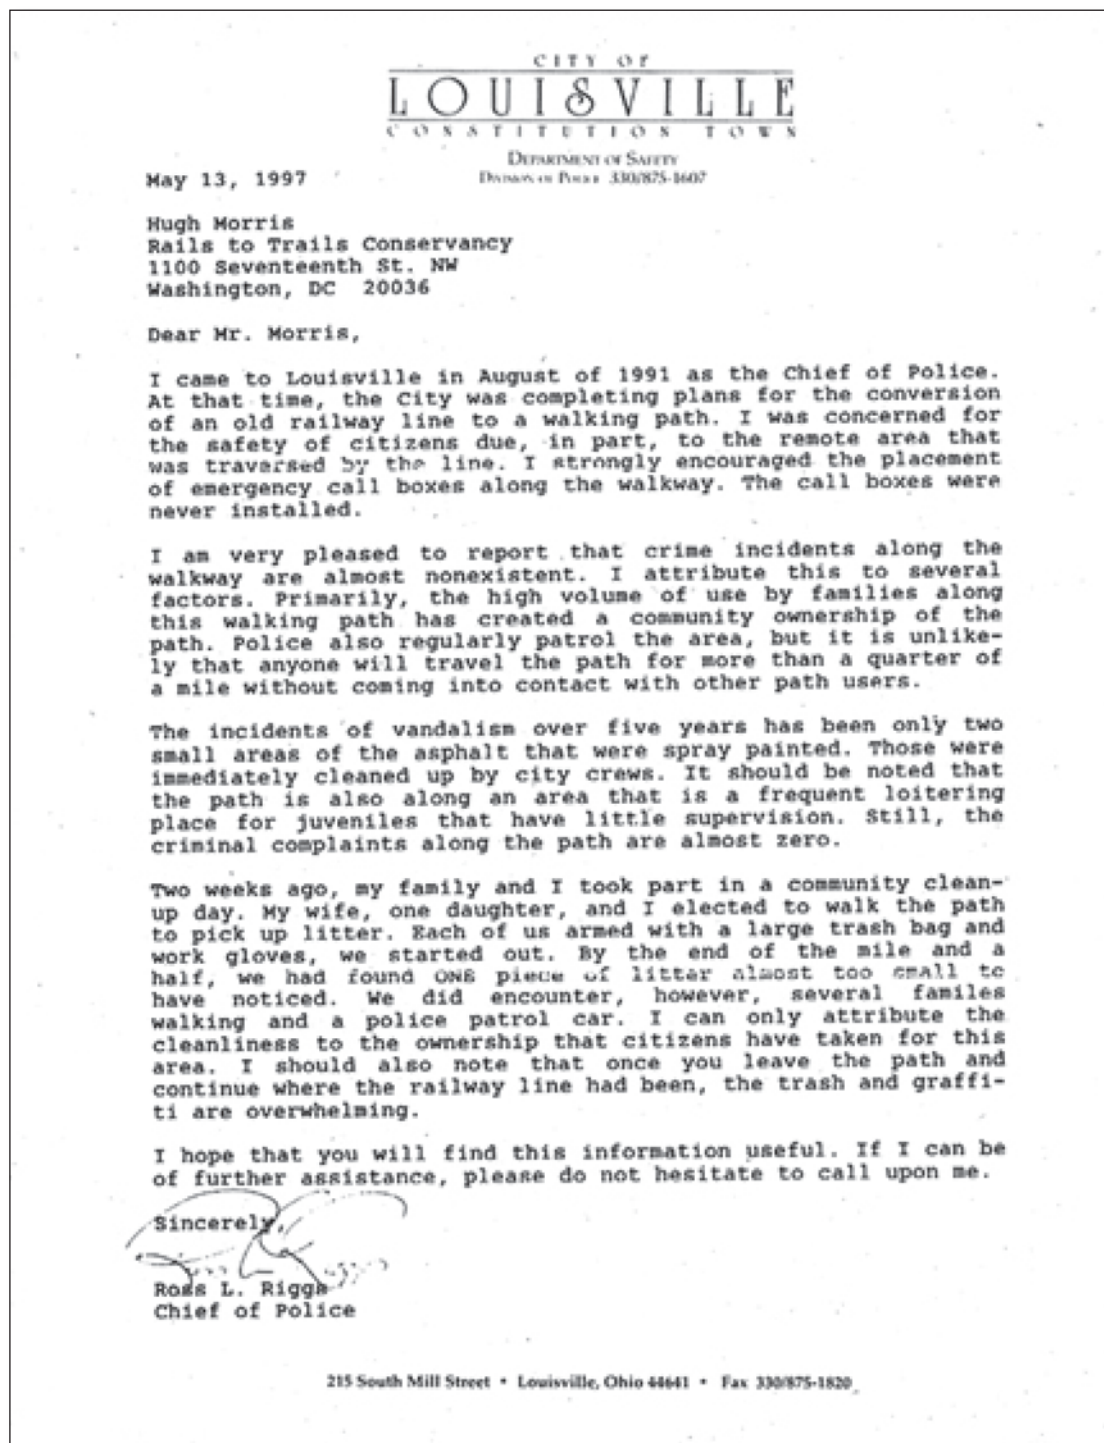 CITY OF
LOUISVILLE
CONSTITUTION TOWN
DEPARTMENT OF SAFETY
DIVISION OF POLICE 330/875-1607
May 13, 1997
Hugh Morris
Rails to Trails Conservancy
1100 Seventeenth St. NW
Washington, DC 20036
Dear Mr. Morris,
I came to Louisville in August of 1991 as the Chief of Police.
At that time, the City was completing plans for the conversion
of an old railway line to a walking path. I was concerned for
the safety of citizens due, in part, to the remote area that
was traversed by the line. I strongly encouraged the placement
of emergency call boxes along the walkway. The call boxes were
never installed.
I am very pleased to report that crime incidents along the
walkway are almost nonexistent. I attribute this to several
factors. Primarily, the high volume of use by families along
this walking path has created a community ownership of the
path. Police also regularly patrol the area, but it is unlike-
ly that anyone will travel the path for more than a quarter of
a mile without coming into contact with other path users.
The incidents of vandalism over five years has been only two
small areas of the asphalt that were spray painted. Those were
immediately cleaned up by city crews. It should be noted that
the path is also along an area that is a frequent loitering
place for juveniles that have little supervision. Still, the
criminal complaints along the path are almost zero.
Two weeks ago, my family and I took part in a community clean-
up day. My wife, one daughter, and I elected to walk the path
to pick up litter. Each of us armed with a large trash bag and
work gloves, we started out. By the end of the mile and a
half, we had found ONE piece of litter almost too small to
have noticed. We did encounter, however, several familes
walking and a police patrol car. I can only attribute the
cleanliness to the ownership that citizens have taken for this
area. I should also note that once you leave the path and
continue where the railway line had been, the trash and graffi-
ti are overwhelming.
I hope that you will find this information useful. If I can be
of further assistance, please do not hesitate to call upon me.
Sincerely,
Ross L. Riggs
Chief of Police
215 South Mill Street • Louisville, Ohio 44641 • Fax 330/875-1820